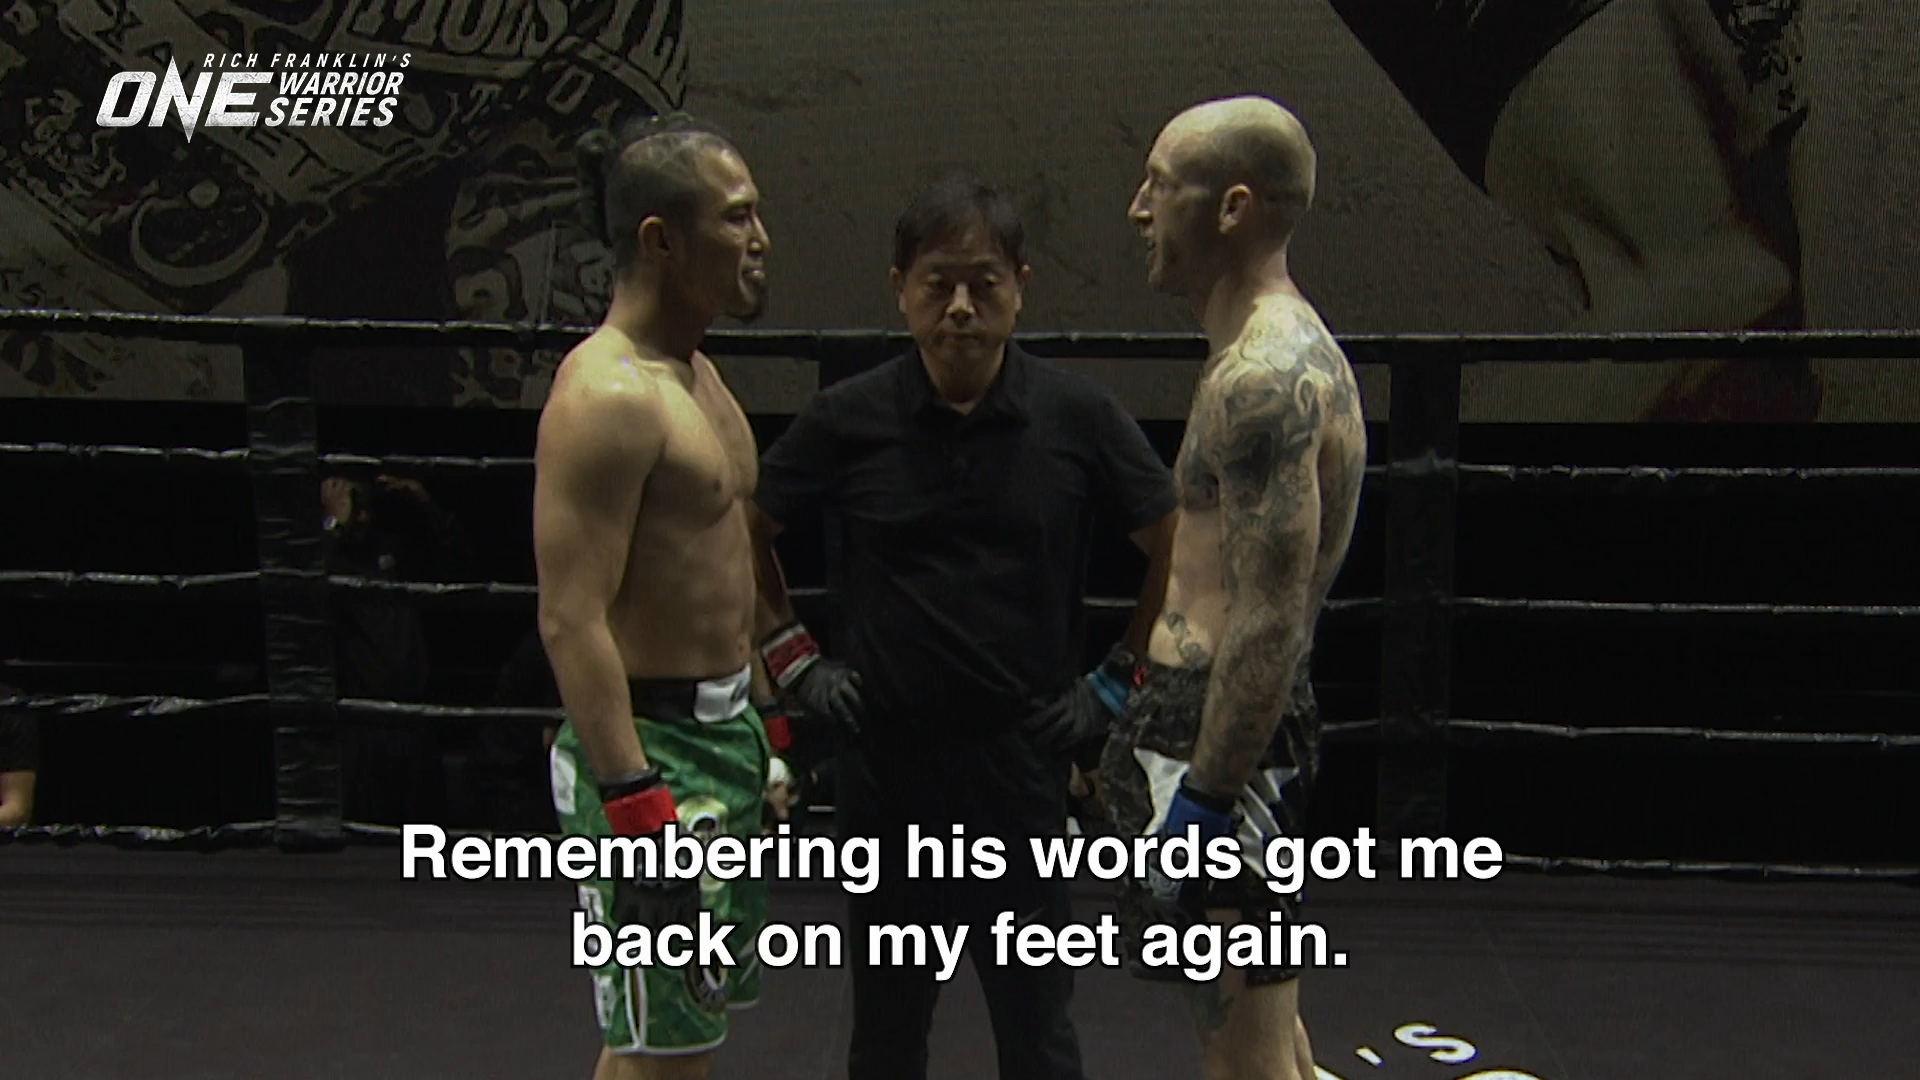 RICH FRANKLIN'S
ONE WARRIOR
SERIES
Remembering his words got me
back on my feet again.
'S